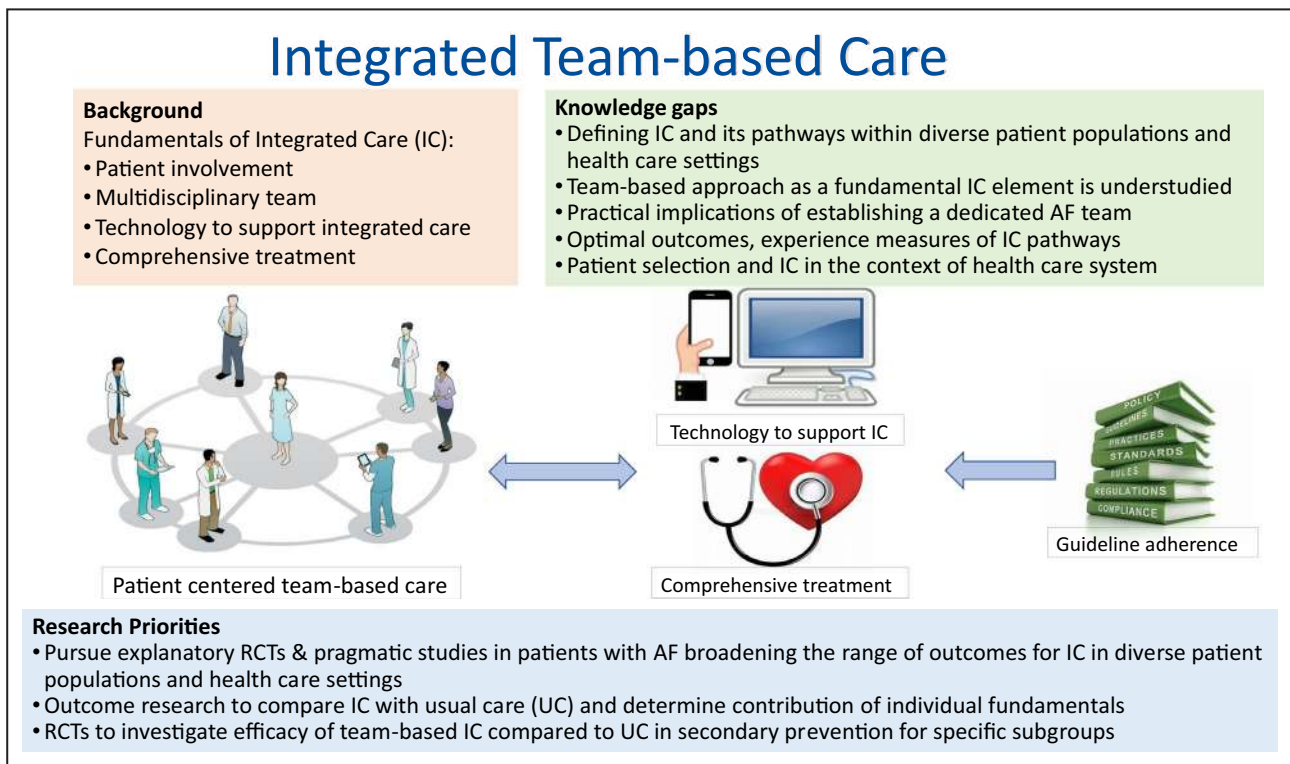 Integrated Team-based Care
Background
Fundamentals of Integrated Care (IC):
• Patient involvement
• Multidisciplinary team
• Technology to support integrated care
• Comprehensive treatment
Knowledge gaps
• Defining IC and its pathways within diverse patient populations and
health care settings
• Team-based approach as a fundamental IC element is understudied
• Practical implications of establishing a dedicated AF team
• Optimal outcomes, experience measures of IC pathways
• Patient selection and IC in the context of health care system
Patient centered team-based care
Technology to support IC
Comprehensive treatment
POLICY
GUIDELINES
PRACTICES
STANDARDS
RULES
REGULATIONS
COMPLIANCE
Guideline adherence
Research Priorities
• Pursue explanatory RCTs & pragmatic studies in patients with AF broadening the range of outcomes for IC in diverse patient
populations and health care settings
• Outcome research to compare IC with usual care (UC) and determine contribution of individual fundamentals
• RCTs to investigate efficacy of team-based IC compared to UC in secondary prevention for specific subgroups